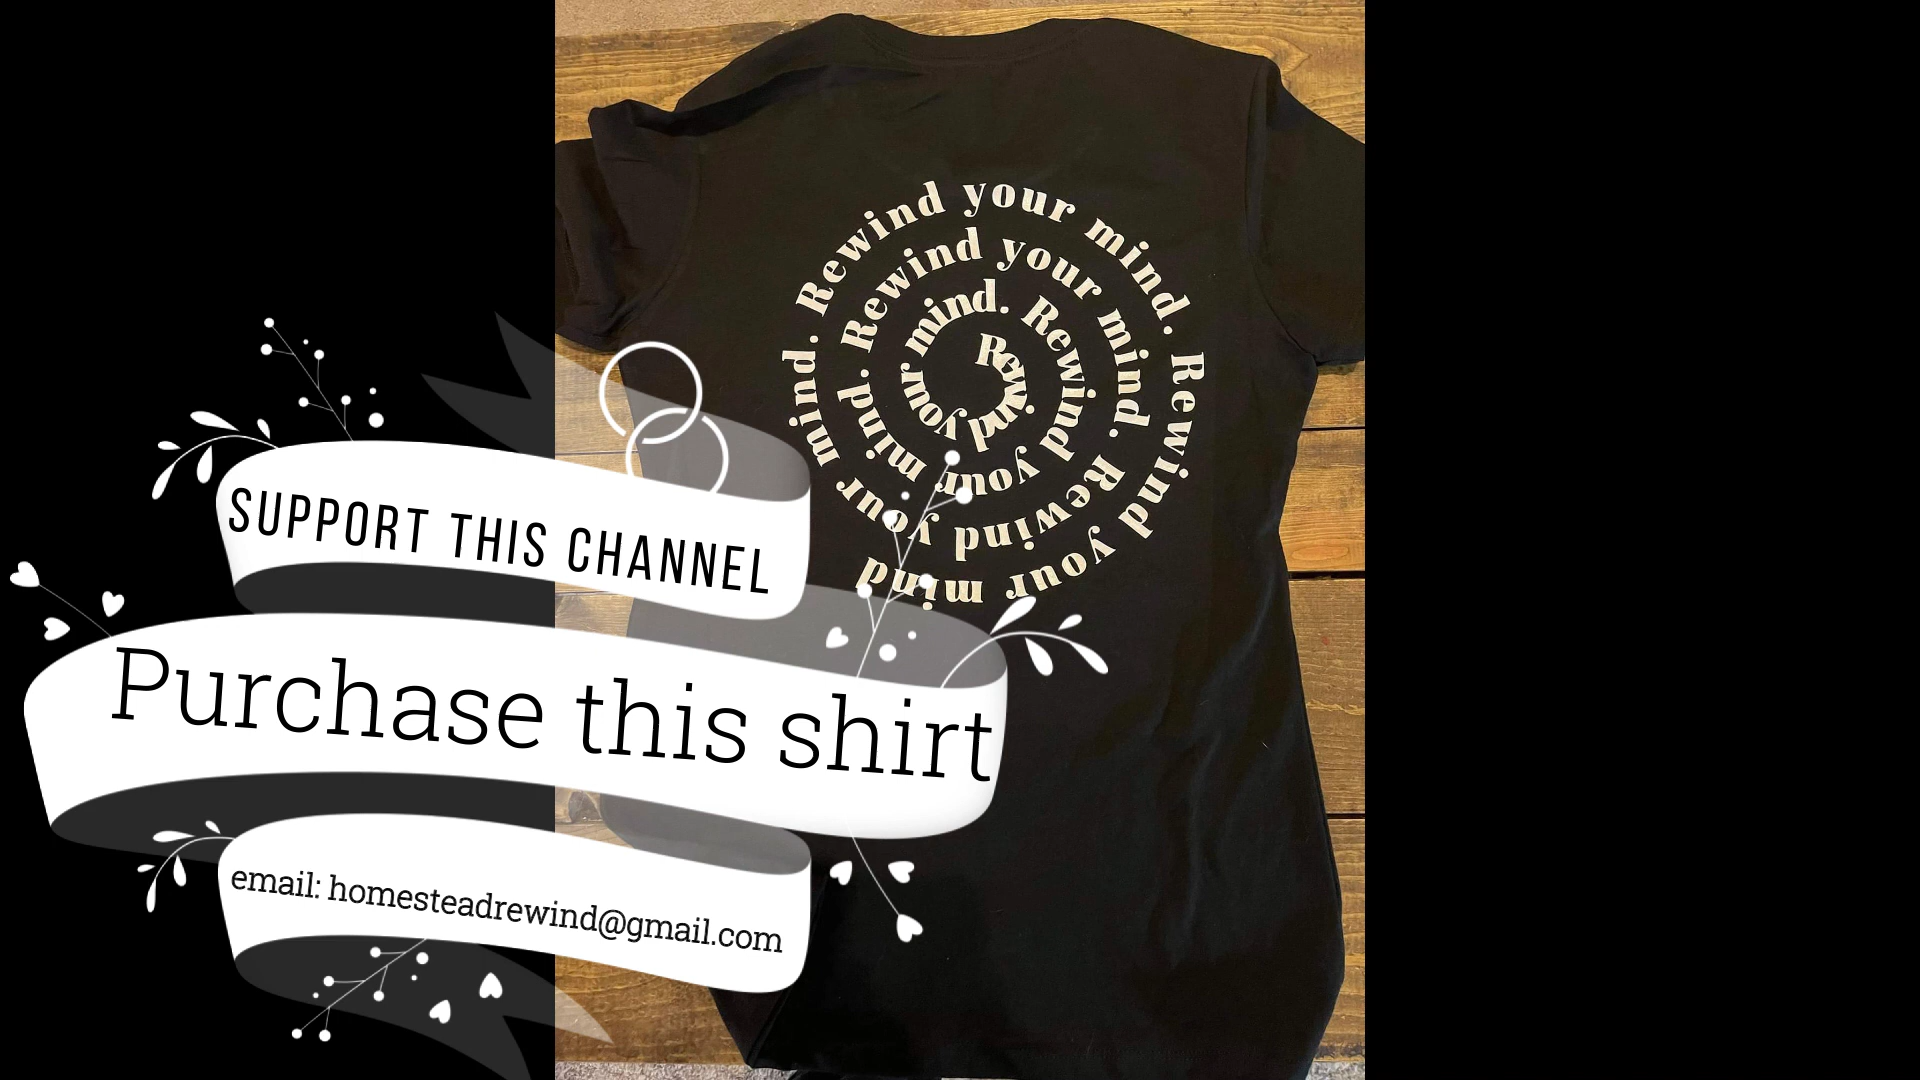 Rewind your mind. Rewind your mind. Rewind your mind. Rewind your mind. Rewind your mind. Rewind your mind
SUPPORT THIS CHANNEL
Purchase this shirt
email: homesteadrewind@gmail.com